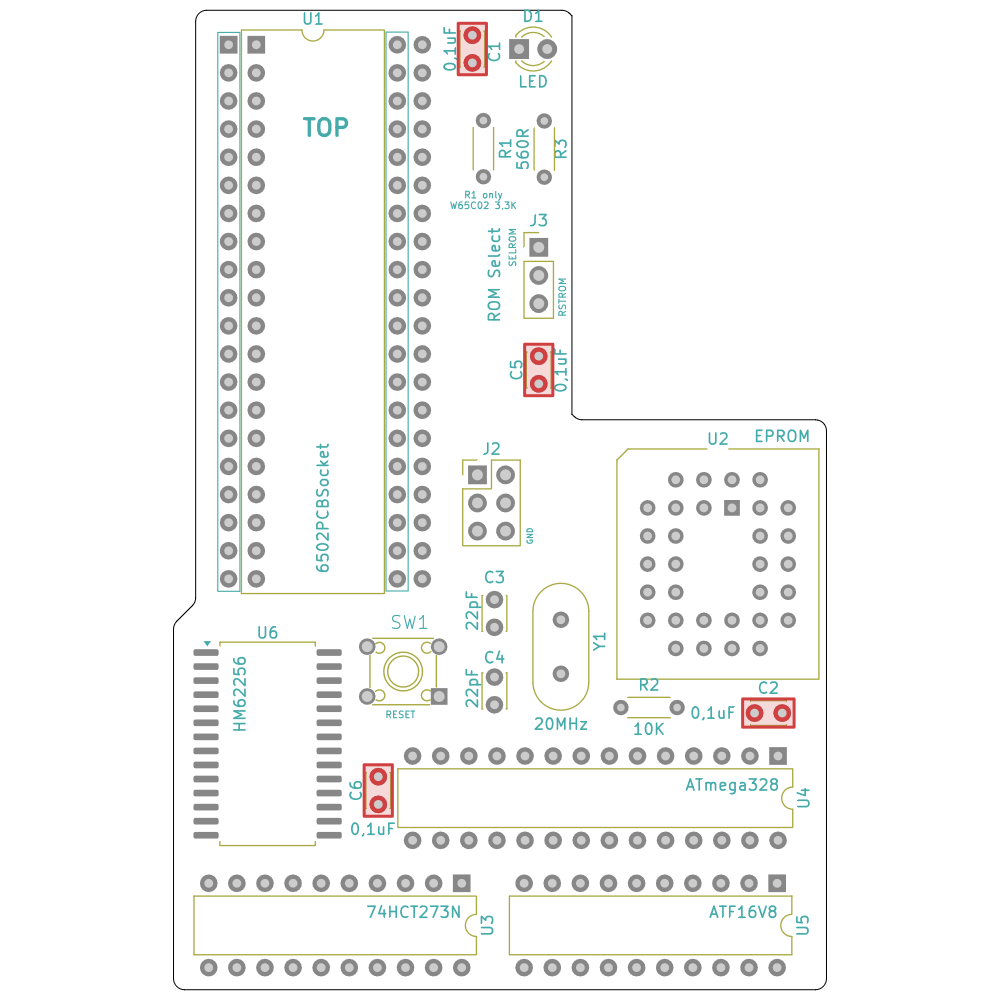 U1
D1
0,1uF
C1
TOP
LED
R1
560R
R3
R1 only
W65C02 3,3K
J3
ROM Select
SELROM
RSTROM
C5
0,1uF
U2
EPROM
J2
6502PCBSocket
GND
C3
22pF
SW1
U6
Y1
HM62256
C4
22pF
R2
C2
RESET
0,1uF
20MHz
10K
ATmega328
C6
U4
0,1uF
74HCT273N
ATF16V8
U3
U5